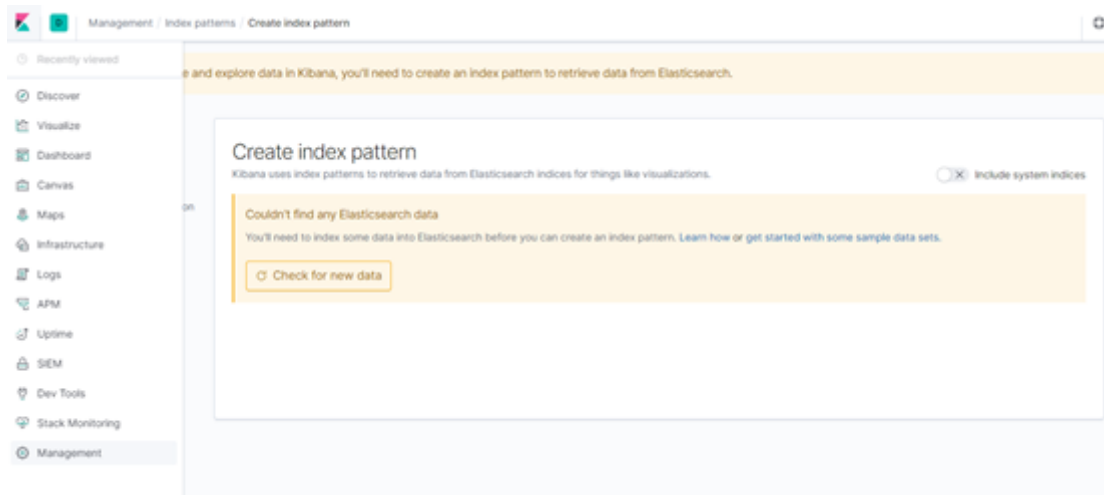 Management / Index patterns / Create index pattern
Recently viewed
e and explore data in Kibana, you'll need to create an index pattern to retrieve data from Elasticsearch.
Discover
Visualize
Dashboard
Canvas
Maps
Infrastructure
Logs
APM
Uptime
SIEM
Dev Tools
Stack Monitoring
Management
on
Create index pattern
Kibana uses index patterns to retrieve data from Elasticsearch indices for things like visualizations.
Include system indices
Couldn't find any Elasticsearch data
You'll need to index some data into Elasticsearch before you can create an index pattern. Learn how or get started with some sample data sets.
Check for new data